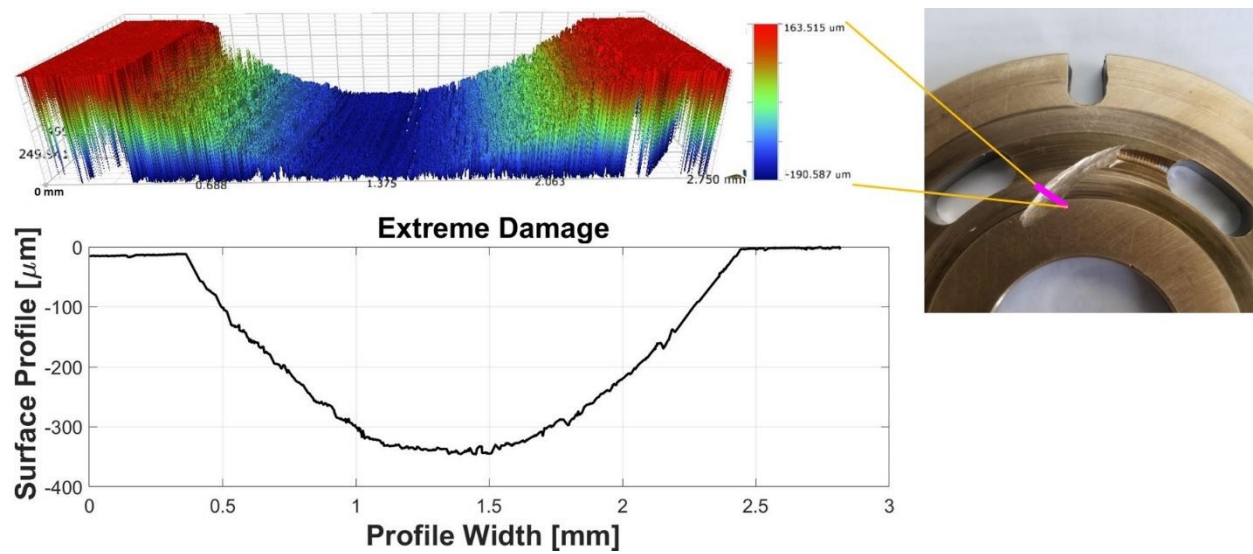 163.515 um
249.5
0 mm
0.688
1.375
2.063
2.750 mm
-190.587 um
Extreme Damage
Surface Profile [μm]
0
-100
-200
-300
-400
0
0.5
1
1.5
2
2.5
3
Profile Width [mm]